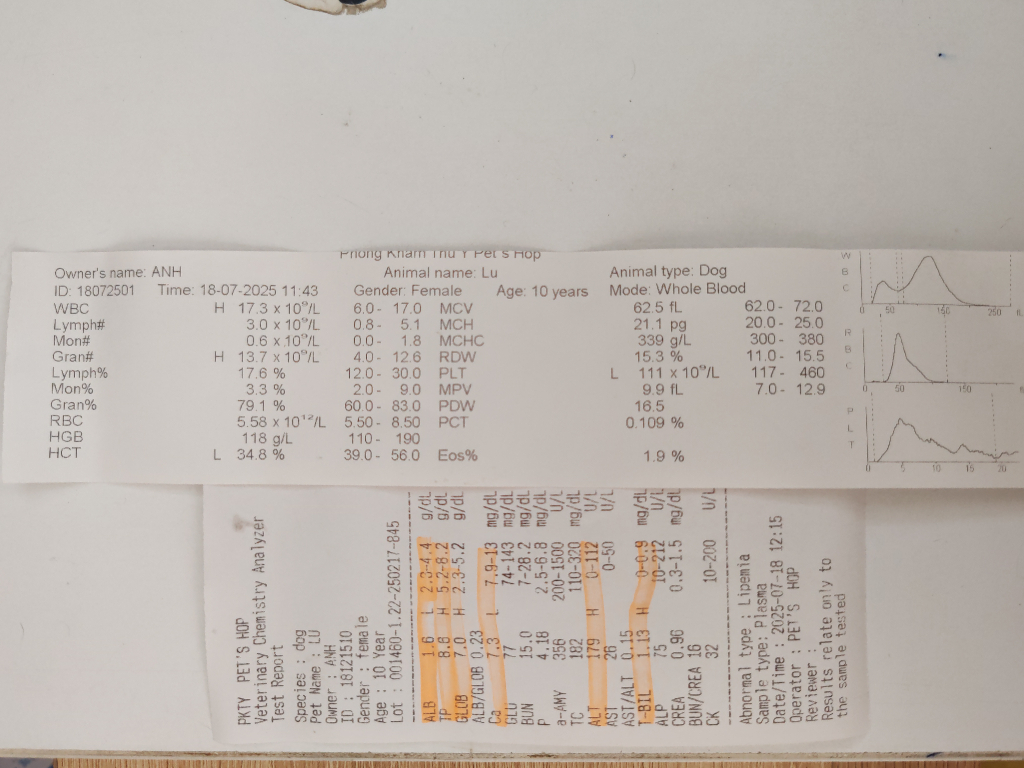 Phòng Khám Thú Y Pet's Hop
Owner's name: ANH Animal name: Lu Animal type: Dog
ID: 18072501 Time: 18-07-2025 11:43 Gender: Female Age: 10 years Mode: Whole Blood
WBC H 17.3 x 10^9/L 6.0- 17.0 MCV 62.5 fL 62.0- 72.0
Lymph# 3.0 x 10^9/L 0.8- 5.1 MCH 21.1 pg 20.0- 25.0
Mon# 0.6 x 10^9/L 0.0- 1.8 MCHC 339 g/L 300- 380
Gran# H 13.7 x 10^9/L 4.0- 12.6 RDW 15.3 % 11.0- 15.5
Lymph% 17.6 % 12.0- 30.0 PLT L 111 x 10^9/L 117- 460
Mon% 3.3 % 2.0- 9.0 MPV 9.9 fL 7.0- 12.9
Gran% 79.1 % 60.0- 83.0 PDW 16.5
RBC 5.58 x 10^12/L 5.50- 8.50 PCT 0.109 %
HGB 118 g/L 110- 190
HCT L 34.8 % 39.0- 56.0 Eos% 1.9 %
WBC
50 150 250
RBC
50 150
PLT
0 5 10 15 20
PKTY PET'S HOP
Veterinary Chemistry Analyzer
Test Report
Species : dog
Pet Name : LU
Owner : ANH
ID : 18121510
Gender : female
Age : 10 Year
Lot : 001460-1.22-250217-845
ALB 1.6 L 2.3-4.4 g/dL
TP 8.6 H 5.2-8.2 g/dL
GLOB 7.0 H 2.3-5.2 g/dL
ALB/GLOB 0.23
Ca 7.3 L 7.9-13 mg/dL
GLU 77 74-143 mg/dL
BUN 15.0 7-28.2 mg/dL
P 4.18 2.5-6.8 mg/dL
a-AMY 356 200-1500 U/L
TC 182 110-320 mg/dL
ALT 179 H 0-112 U/L
AST 26 0-50 U/L
AST/ALT 0.15
T-BIL 1.13 H 0-0.9 mg/dL
ALP 75 10-212 U/L
CREA 0.96 0.3-1.5 mg/dL
BUN/CREA 16
CK 32 10-200 U/L
Abnormal type : Lipemia
Sample type: Plasma
Date/Time : 2025-07-18 12:15
Operator : PET'S HOP
Reviewer :
Results relate only to
the sample tested